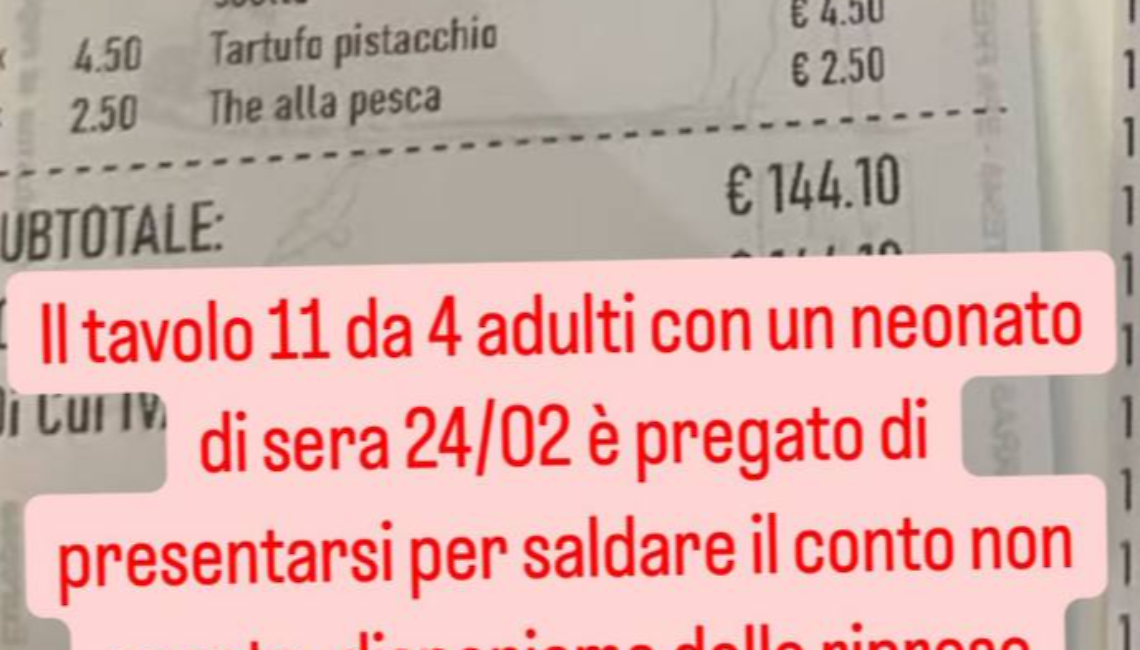 € 4.50
4.50 Tartufo pistacchio
€ 2.50
2.50 The alla pesca
€ 144.10
UBTOTALE:
Il tavolo 11 da 4 adulti con un neonato
di sera 24/02 è pregato di
presentarsi per saldare il conto non